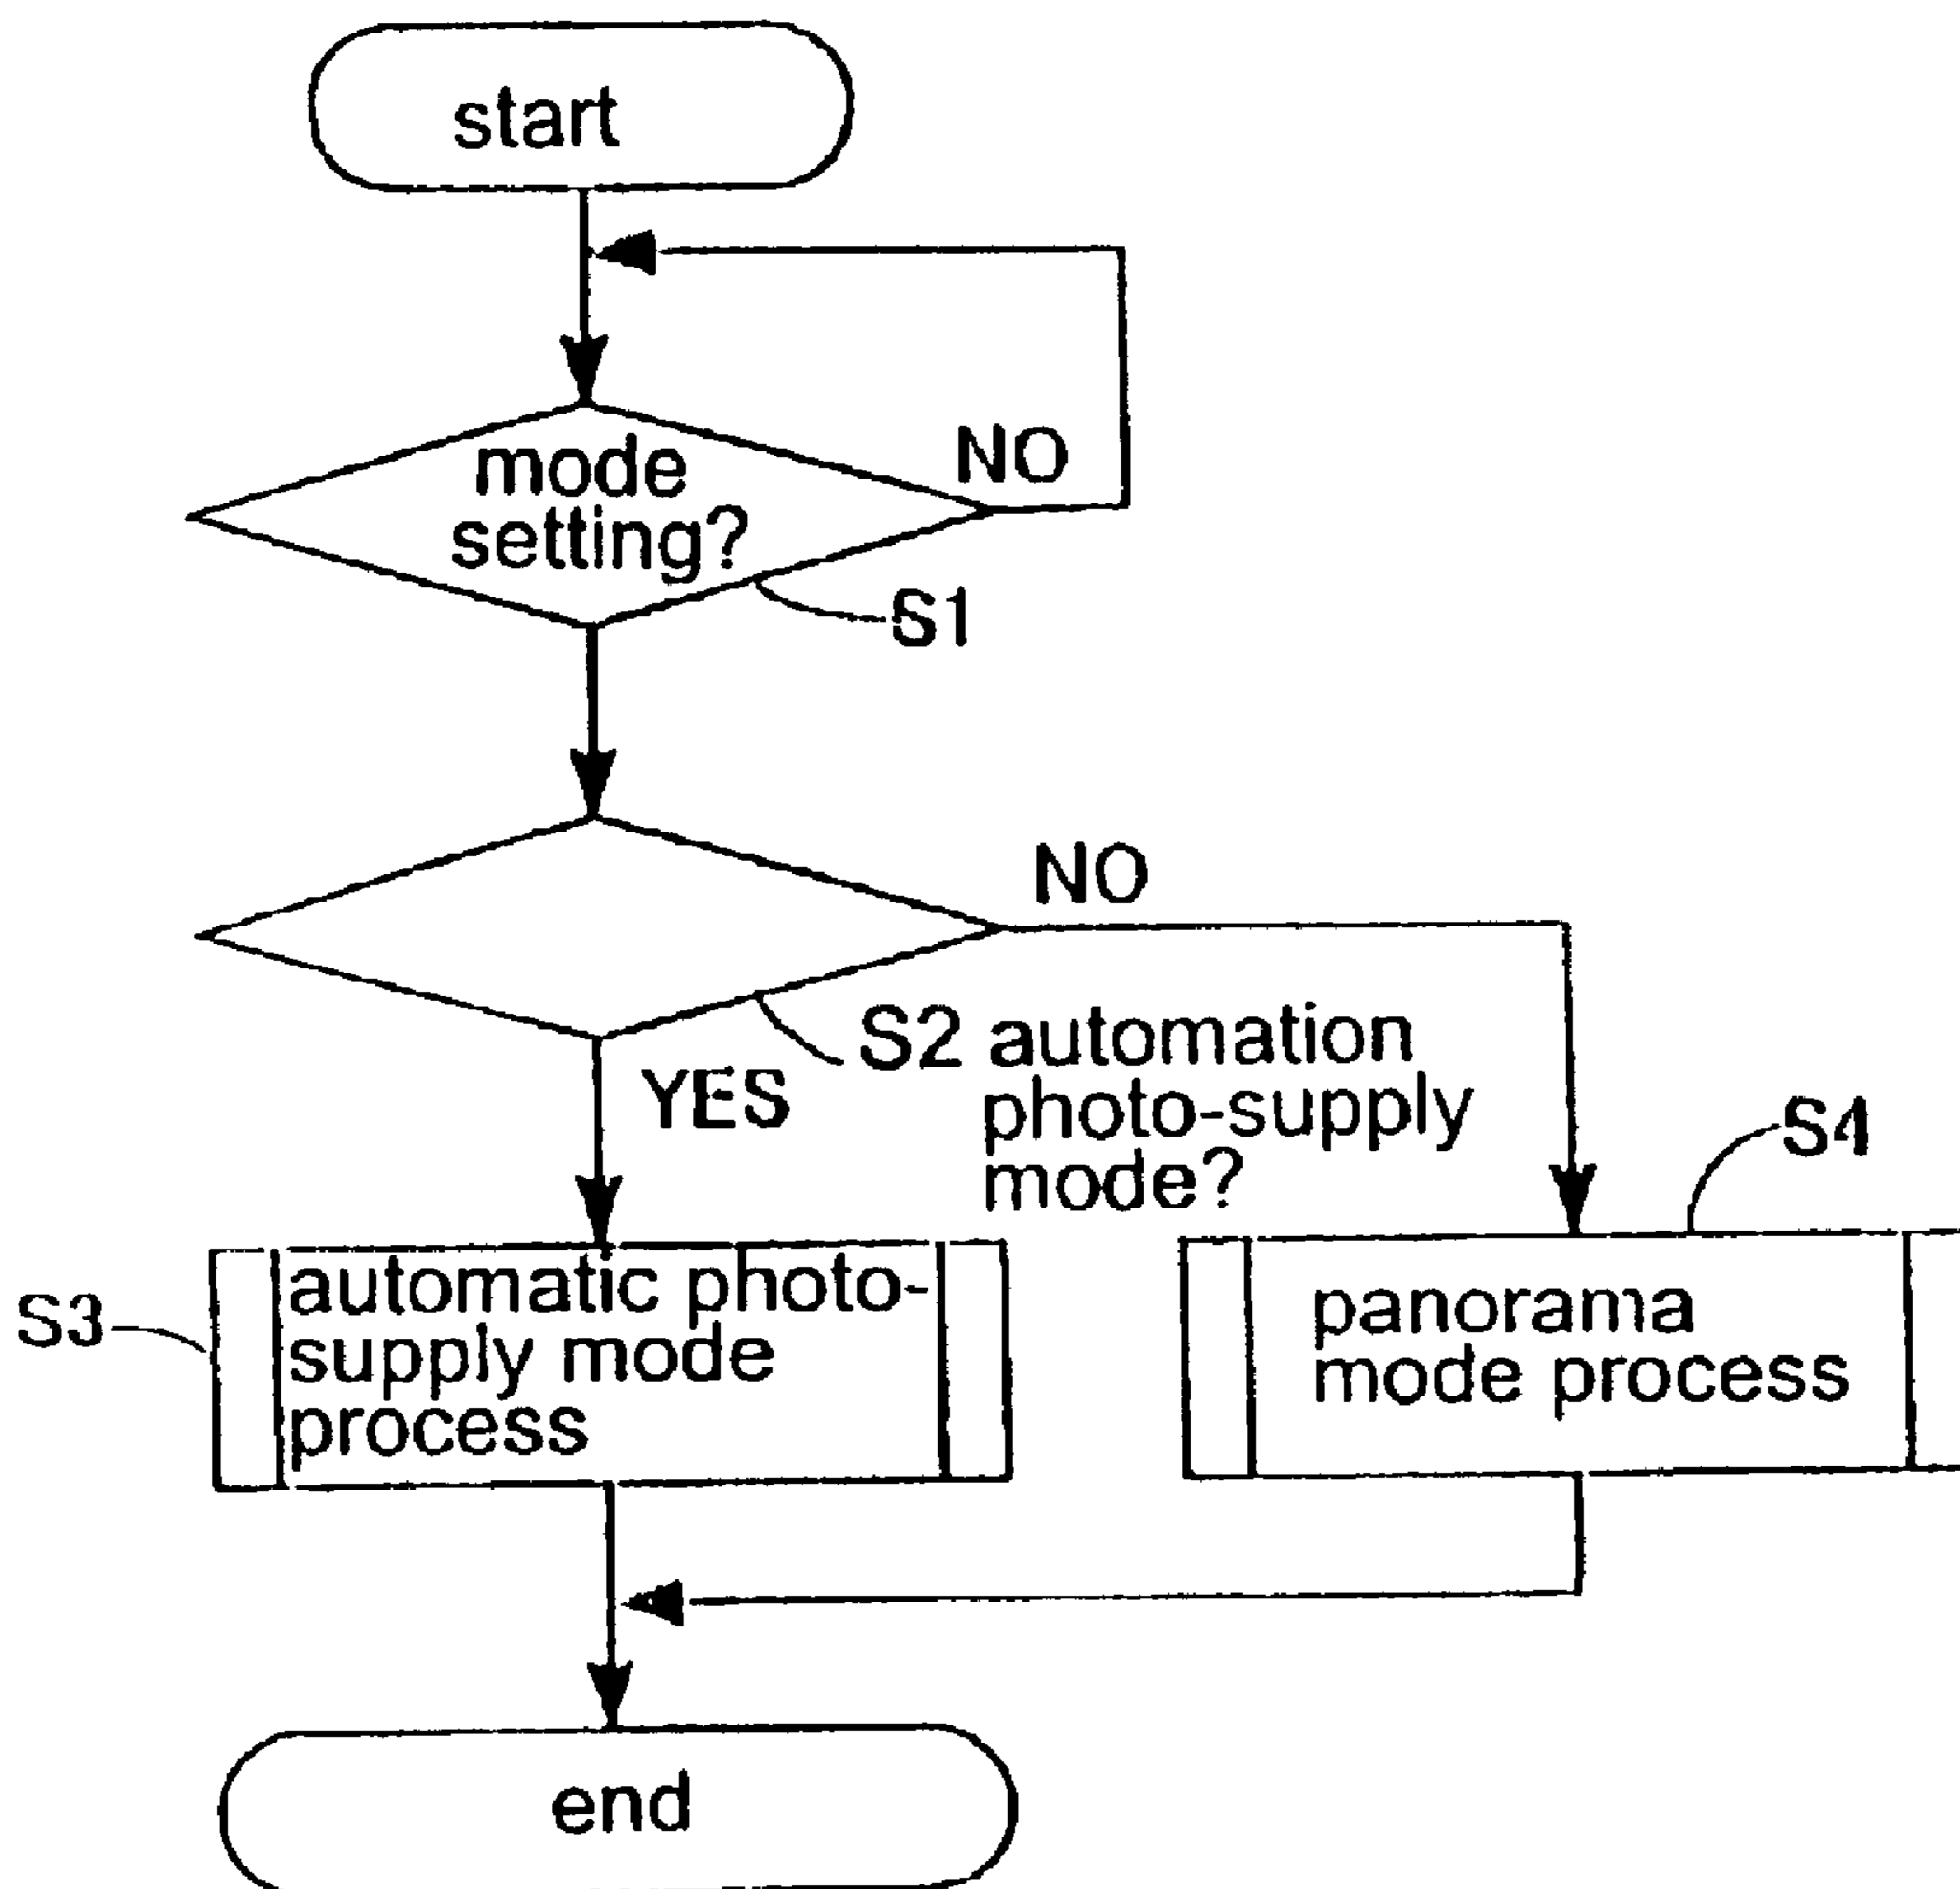 start
mode
setting?
NO
S1
NO
YES
S2 automation
photo-supply
mode?
S3
automatic photo-
supply mode
process
S4
panorama
mode process
end